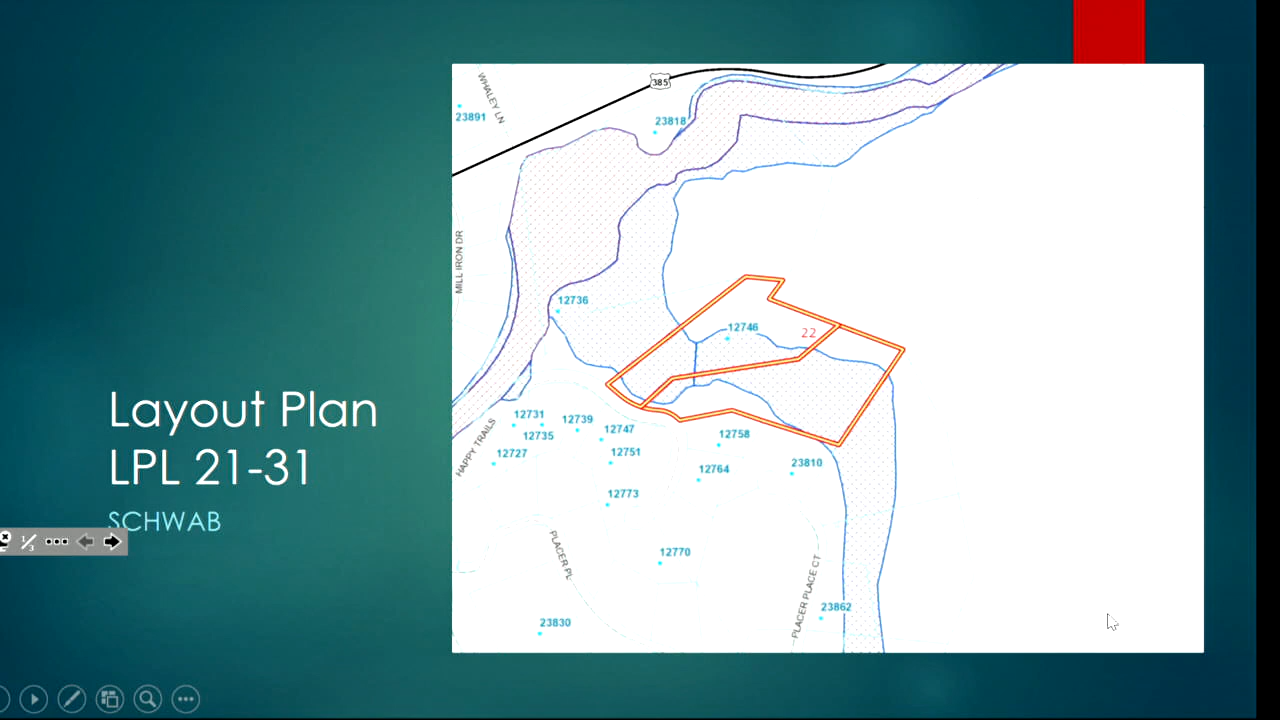 Layout Plan
LPL 21-31
SCHWAB
1/3
385
WHALEY LN
23891
23818
MILL IRON DR
12736
12746
22
12731
12739
12747
12735
12758
HAPPY TRAILS
12727
12751
12764
23810
12773
PLACER PL
12770
PLACER PLACE CT
23862
23830